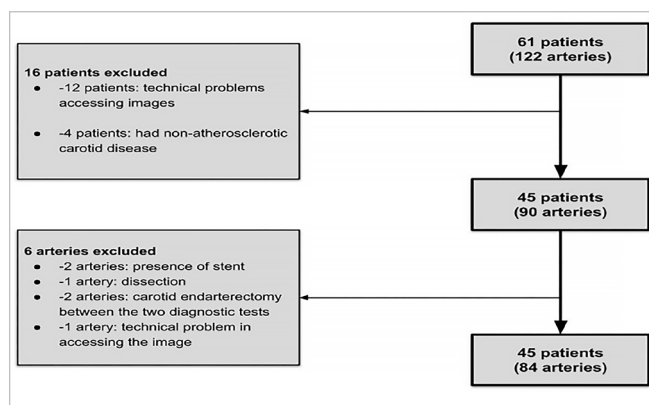 61 patients
(122 arteries)
16 patients excluded
• -12 patients: technical problems
accessing images
• -4 patients: had non-atherosclerotic
carotid disease
45 patients
(90 arteries)
6 arteries excluded
• -2 arteries: presence of stent
• -1 artery: dissection
• -2 arteries: carotid endarterectomy
between the two diagnostic tests
• -1 artery: technical problem in
accessing the image
45 patients
(84 arteries)